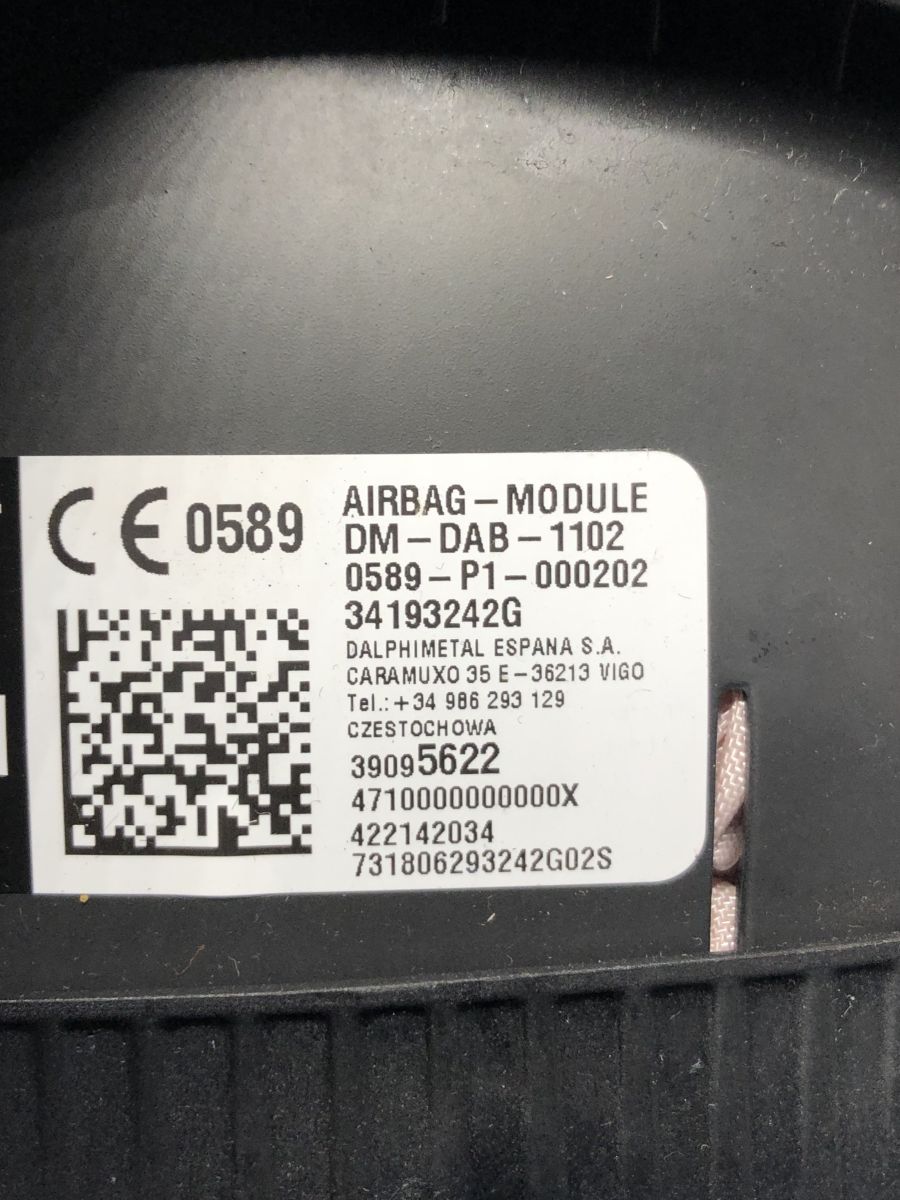 CE 0589
AIRBAG-MODULE
DM-DAB-1102
0589-P1-000202
34193242G
DALPHIMETAL ESPANA S.A.
CARAMUXO 35 E-36213 VIGO
Tel.: +34 986 293 129
CZESTOCHOWA
39095622
4710000000000X
422142034
731806293242G02S